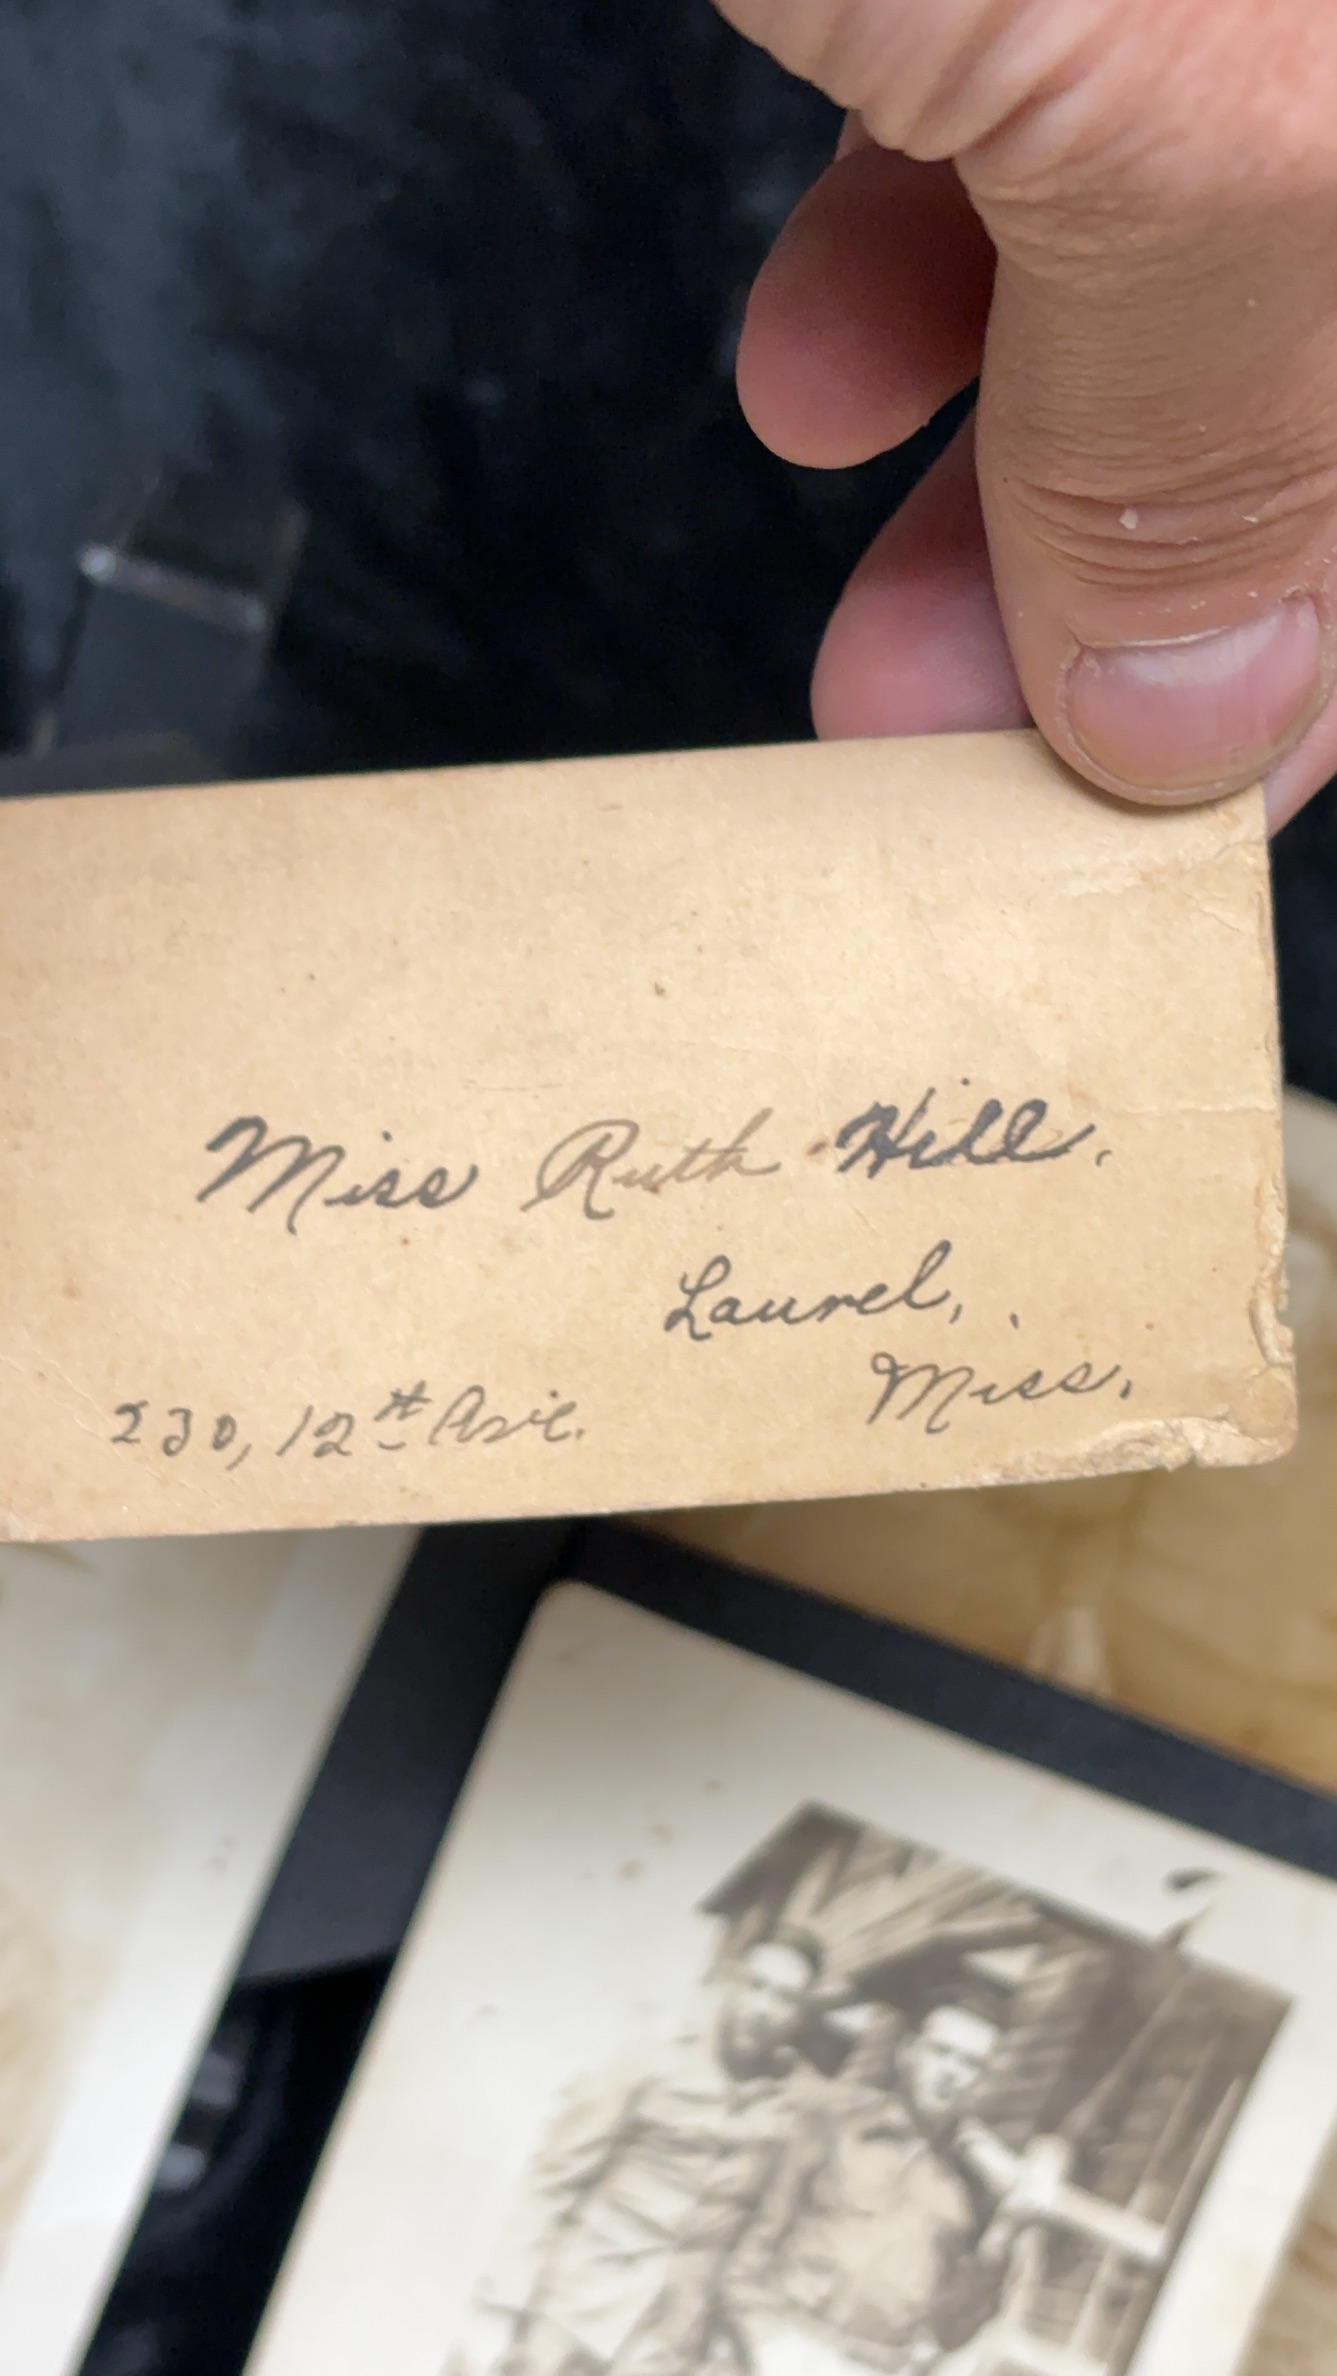 Miss Ruth Hill.
Laurel,
Miss.
230, 12th Ave.